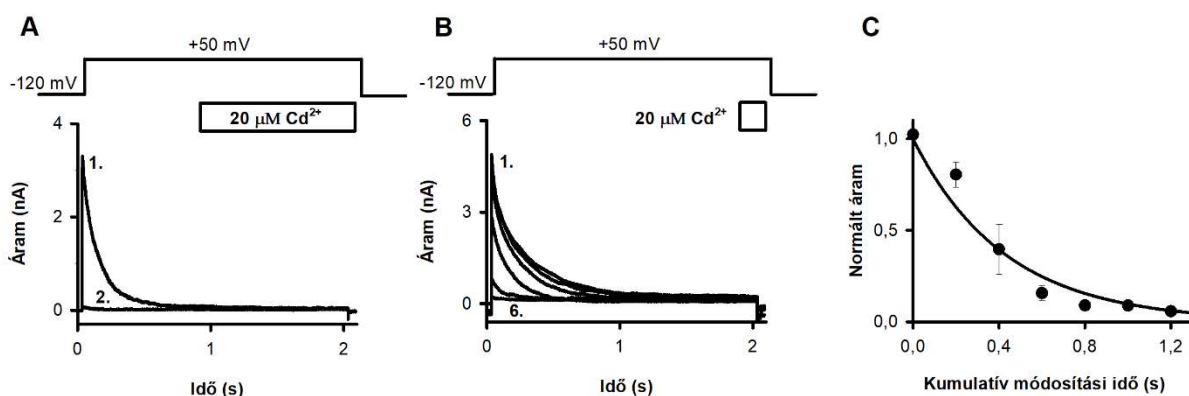 A
+50 mV
-120 mV
20 μM Cd²⁺
4
2
0
Áram (nA)
1.
2.
0
1
2
Idő (s)
B
+50 mV
-120 mV
20 μM Cd²⁺
6
3
0
Áram (nA)
1.
6.
0
1
2
Idő (s)
C
1,0
0,5
0,0
Normált áram
0,0
0,4
0,8
1,2
Kumulatív módosítási idő (s)